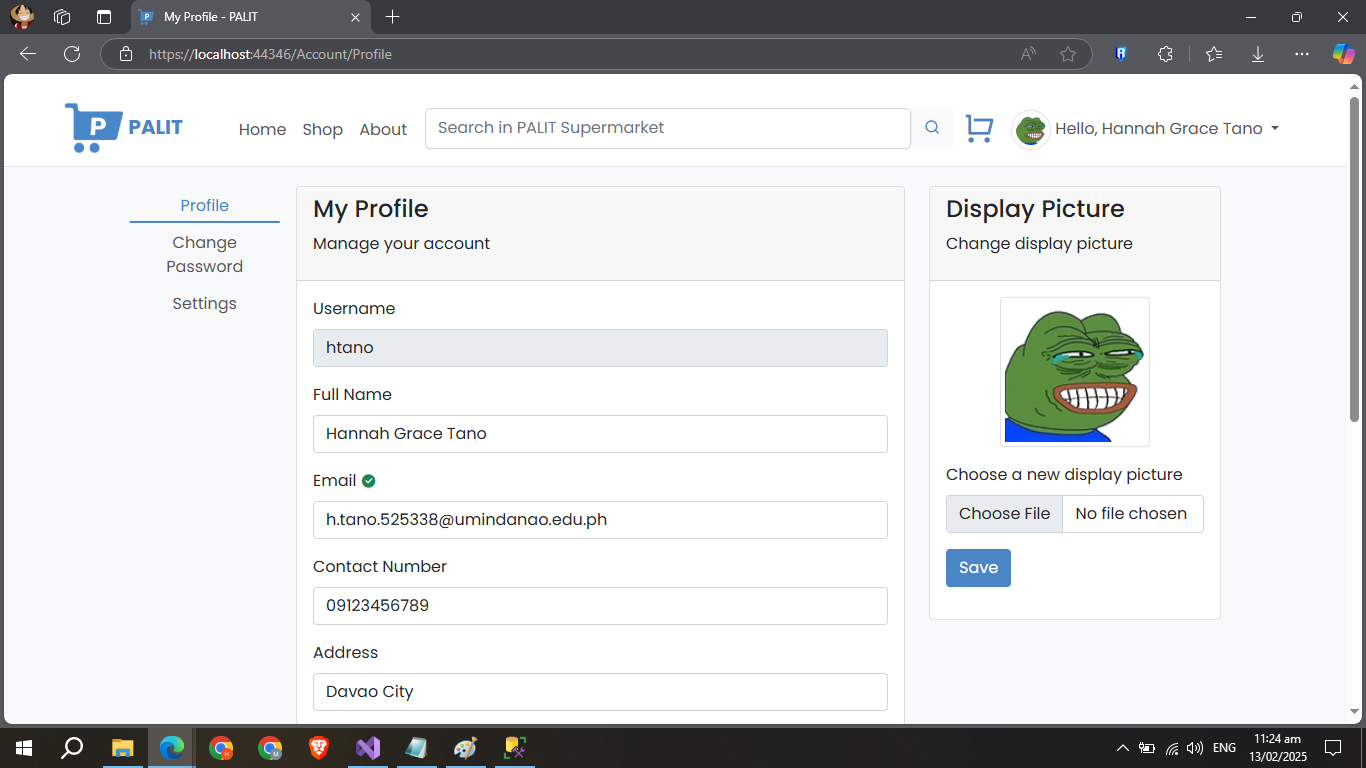 My Profile - PALIT
https://localhost:44346/Account/Profile
P PALIT
Home Shop About
Search in PALIT Supermarket
Hello, Hannah Grace Tano
Profile
Change
Password
Settings
My Profile
Manage your account
Username
htano
Full Name
Hannah Grace Tano
Email
h.tano.525338@umindanao.edu.ph
Contact Number
09123456789
Address
Davao City
Display Picture
Change display picture
Choose a new display picture
Choose File No file chosen
Save
ENG
11:24 am
13/02/2025